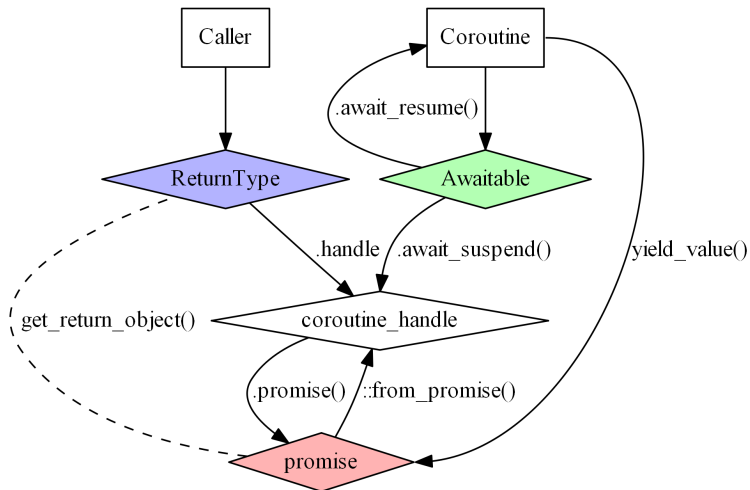 Caller
Coroutine
.await_resume()
ReturnType
Awaitable
.handle
.await_suspend()
yield_value()
get_return_object()
coroutine_handle
.promise()
::from_promise()
promise